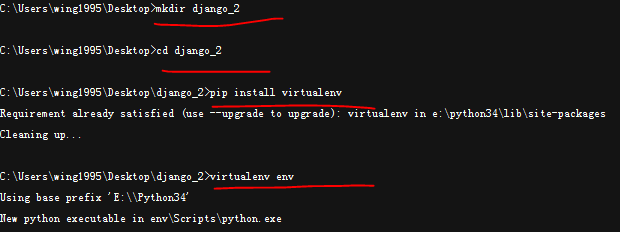 C:\Users\wing1995\Desktop>mkdir django_2
C:\Users\wing1995\Desktop>cd django_2
C:\Users\wing1995\Desktop\django_2>pip install virtualenv
Requirement already satisfied (use --upgrade to upgrade): virtualenv in e:\python34\lib\site-packages
Cleaning up...
C:\Users\wing1995\Desktop\django_2>virtualenv env
Using base prefix 'E:\\Python34'
New python executable in env\Scripts\python.exe